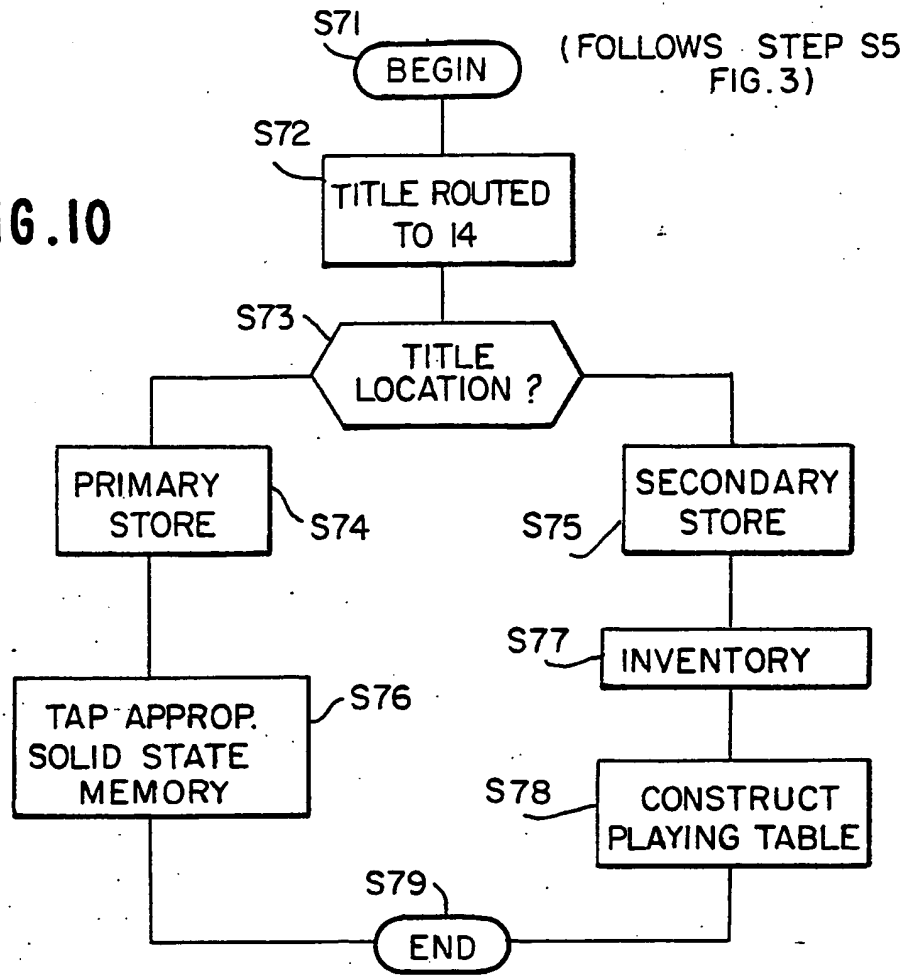 S71
BEGIN
(FOLLOWS STEP S5
FIG.3)
S72
TITLE ROUTED
TO 14
G.10
S73
TITLE
LOCATION ?
PRIMARY
STORE
S74
SECONDARY
STORE
S75
S77
INVENTORY
TAP APPROP.
SOLID STATE
MEMORY
S76
S78
CONSTRUCT
PLAYING TABLE
S79
END